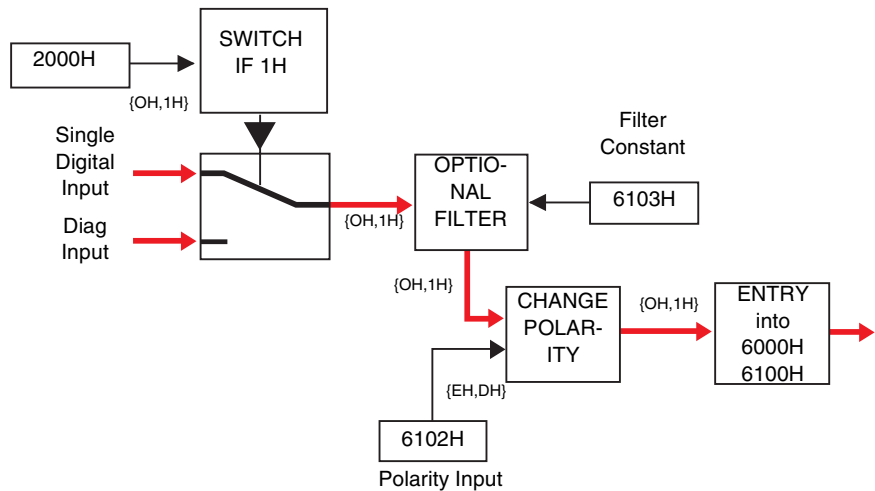 SWITCH
IF 1H
2000H
{OH,1H}
Single
Digital
Input
Diag
Input
{OH,1H}
OPTIO-
NAL
FILTER
Filter
Constant
6103H
{OH,1H}
CHANGE
POLAR-
ITY
{OH,1H}
ENTRY
into
6000H
6100H
{EH,DH}
6102H
Polarity Input